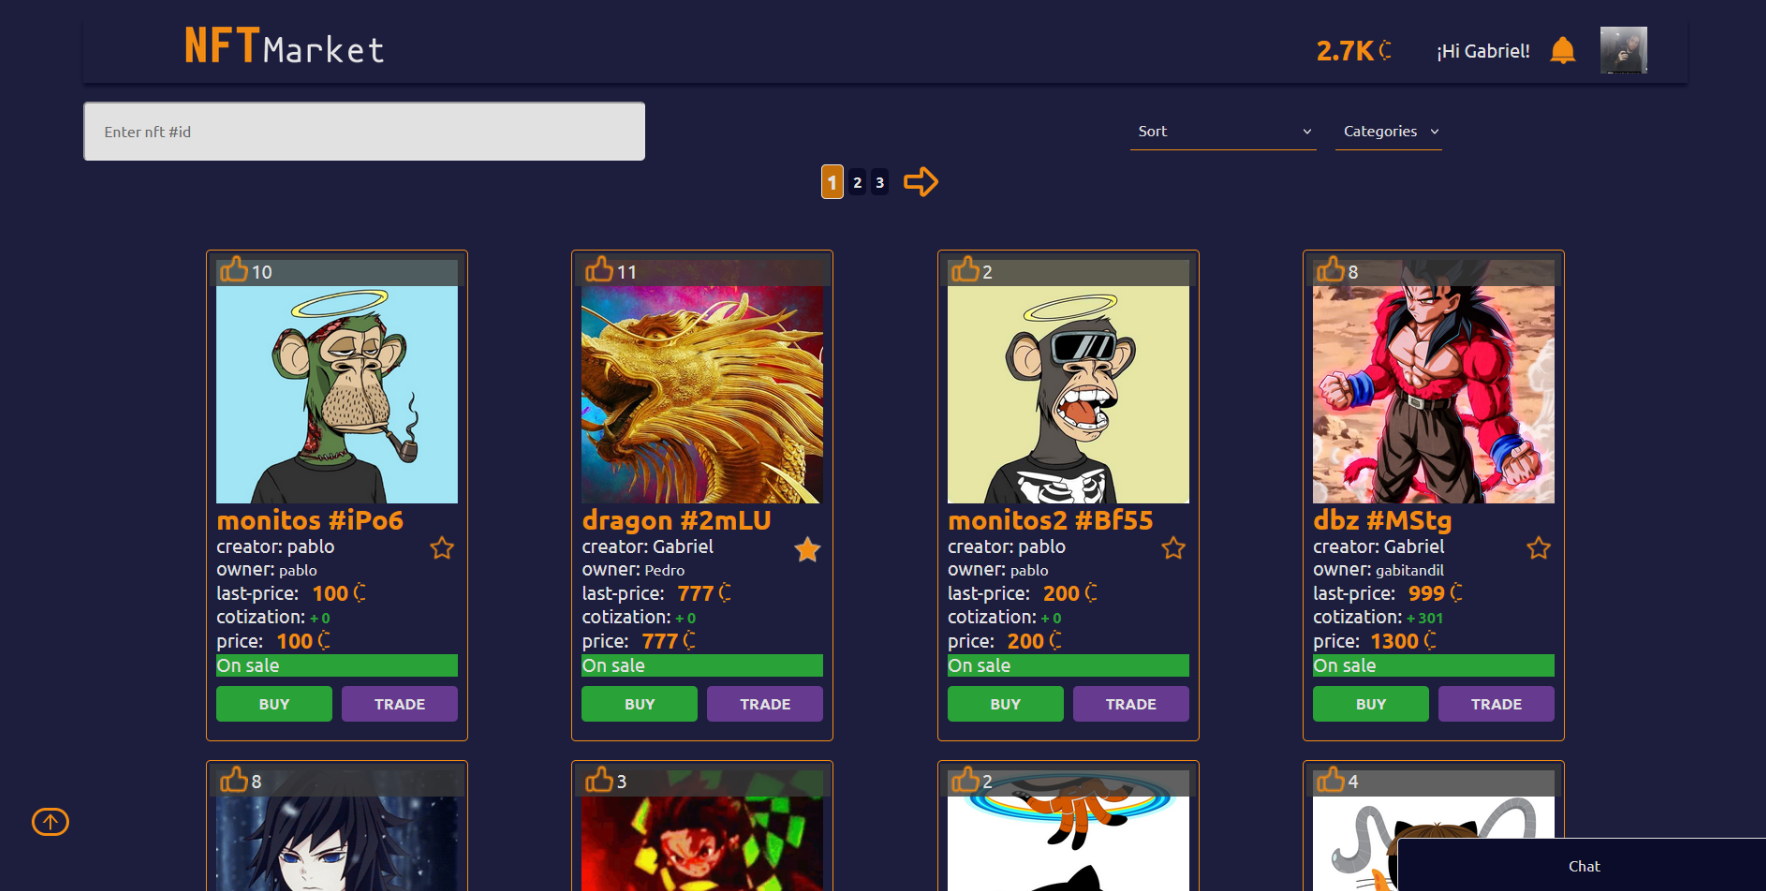 NFTMarket
2.7K
¡Hi Gabriel!
Enter nft #id
Sort
Categories
1 2 3
10
monitos #iPo6
creator: pablo
owner: pablo
last-price: 100
cotization: + 0
price: 100
On sale
BUY TRADE
11
dragon #2mLU
creator: Gabriel
owner: Pedro
last-price: 777
cotization: + 0
price: 777
On sale
BUY TRADE
2
monitos2 #Bf55
creator: pablo
owner: pablo
last-price: 200
cotization: + 0
price: 200
On sale
BUY TRADE
8
dbz #MStg
creator: Gabriel
owner: gabitandil
last-price: 999
cotization: + 301
price: 1300
On sale
BUY TRADE
8
3
2
4
Chat